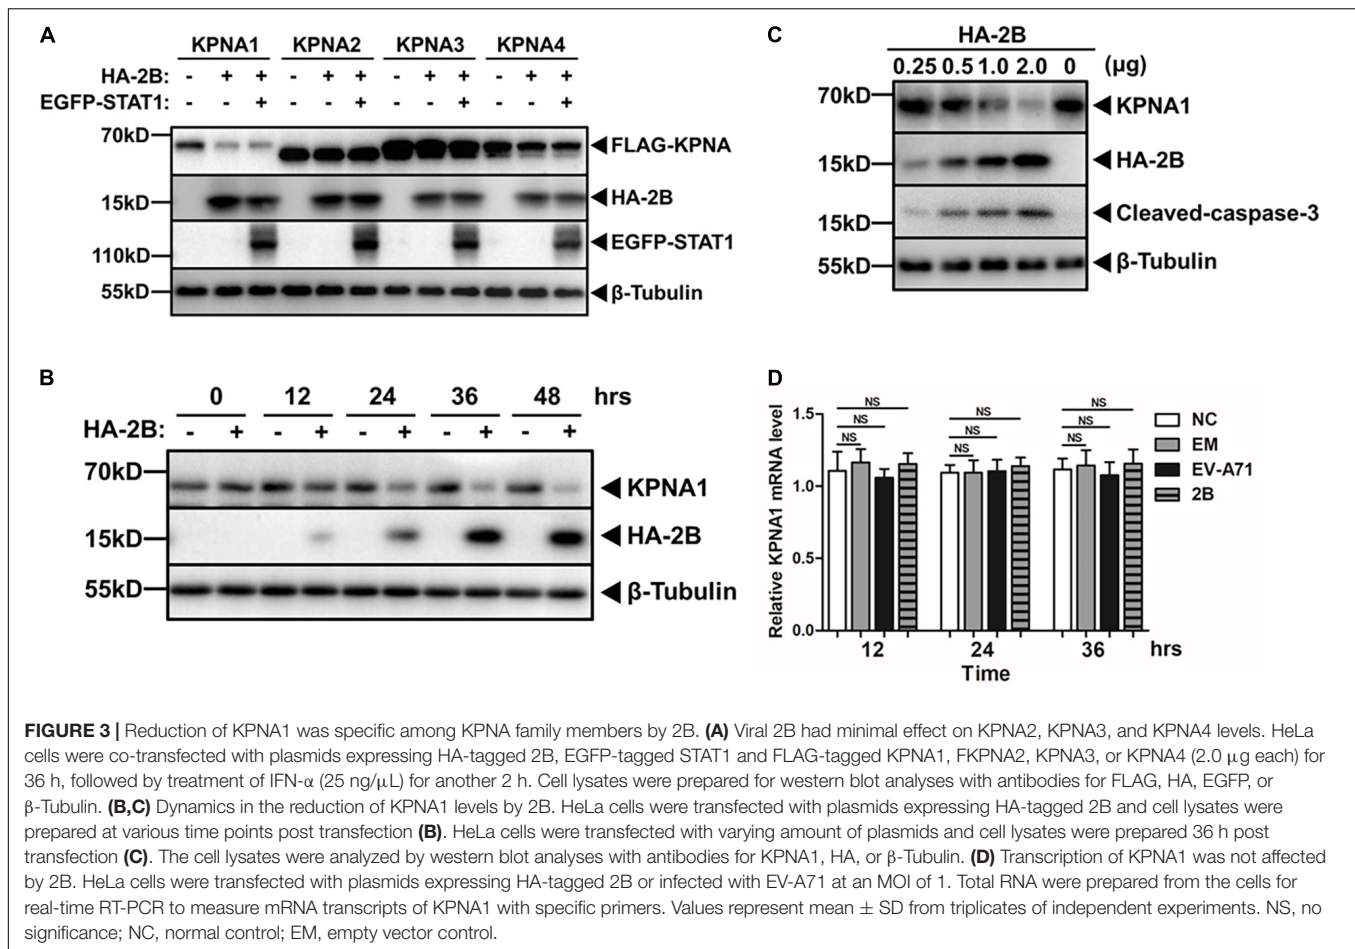 A
KPNA1 KPNA2 KPNA3 KPNA4
HA-2B: - + + - + + - + + - + +
EGFP-STAT1: - - + - - + - - + - - +
70kD FLAG-KPNA
15kD HA-2B
110kD EGFP-STAT1
55kD β-Tubulin
C
HA-2B
0.25 0.5 1.0 2.0 0 (μg)
70kD KPNA1
15kD HA-2B
15kD Cleaved-caspase-3
55kD β-Tubulin
B
0 12 24 36 48 hrs
HA-2B: - + - + - + - + - +
70kD KPNA1
15kD HA-2B
55kD β-Tubulin
D
Relative KPNA1 mRNA level
1.5
1.0
0.5
0.0
NS NS NS
NS NS NS
NS NS NS
NC
EM
EV-A71
2B
12 24 36 hrs
Time
FIGURE 3 | Reduction of KPNA1 was specific among KPNA family members by 2B. (A) Viral 2B had minimal effect on KPNA2, KPNA3, and KPNA4 levels. HeLa
cells were co-transfected with plasmids expressing HA-tagged 2B, EGFP-tagged STAT1 and FLAG-tagged KPNA1, FKPNA2, KPNA3, or KPNA4 (2.0 μg each) for
36 h, followed by treatment of IFN-α (25 ng/μL) for another 2 h. Cell lysates were prepared for western blot analyses with antibodies for FLAG, HA, EGFP, or
β-Tubulin. (B,C) Dynamics in the reduction of KPNA1 levels by 2B. HeLa cells were transfected with plasmids expressing HA-tagged 2B and cell lysates were
prepared at various time points post transfection (B). HeLa cells were transfected with varying amount of plasmids and cell lysates were prepared 36 h post
transfection (C). The cell lysates were analyzed by western blot analyses with antibodies for KPNA1, HA, or β-Tubulin. (D) Transcription of KPNA1 was not affected
by 2B. HeLa cells were transfected with plasmids expressing HA-tagged 2B or infected with EV-A71 at an MOI of 1. Total RNA were prepared from the cells for
real-time RT-PCR to measure mRNA transcripts of KPNA1 with specific primers. Values represent mean ± SD from triplicates of independent experiments. NS, no
significance; NC, normal control; EM, empty vector control.